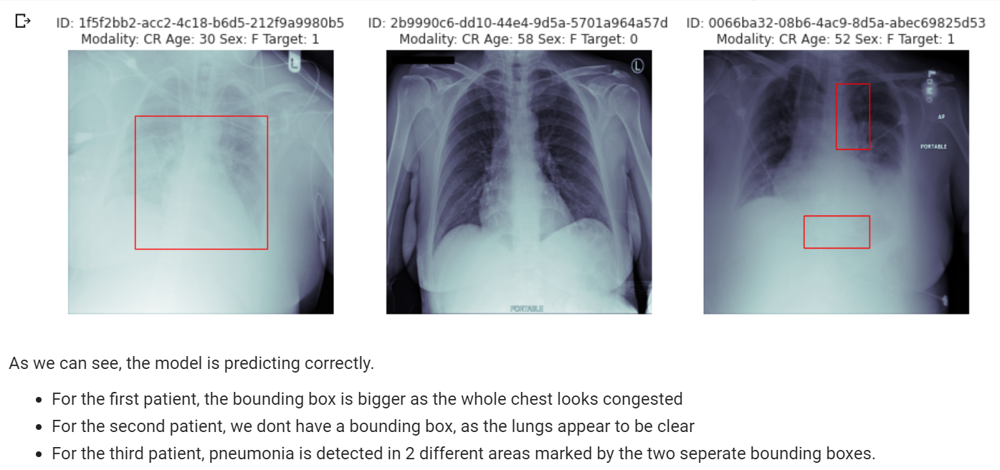 ID: 1f5f2bb2-acc2-4c18-b6d5-212f9a9980b5
Modality: CR Age: 30 Sex: F Target: 1
L
ID: 2b9990c6-dd10-44e4-9d5a-5701a964a57d
Modality: CR Age: 58 Sex: F Target: 0
L
PORTABLE
ID: 0066ba32-08b6-4ac9-8d5a-abec69825d53
Modality: CR Age: 52 Sex: F Target: 1
L
AP
PORTABLE
As we can see, the model is predicting correctly.
For the first patient, the bounding box is bigger as the whole chest looks congested
For the second patient, we dont have a bounding box, as the lungs appear to be clear
For the third patient, pneumonia is detected in 2 different areas marked by the two seperate bounding boxes.